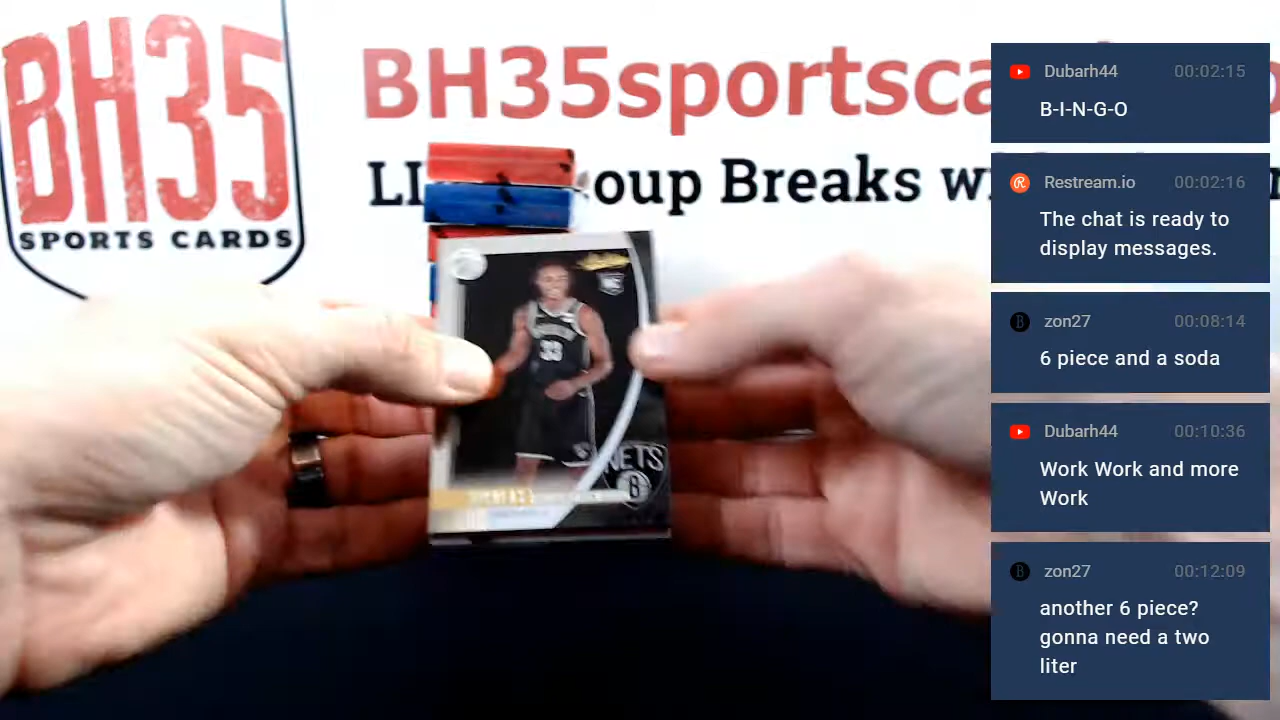 BH35
SPORTS CARDS
BH35sportsca
LI oup Breaks w
33
NETS
B
Dubarh44 00:02:15
B-I-N-G-O
Restream.io 00:02:16
The chat is ready to
display messages.
zon27 00:08:14
6 piece and a soda
Dubarh44 00:10:36
Work Work and more
Work
zon27 00:12:09
another 6 piece?
gonna need a two
liter